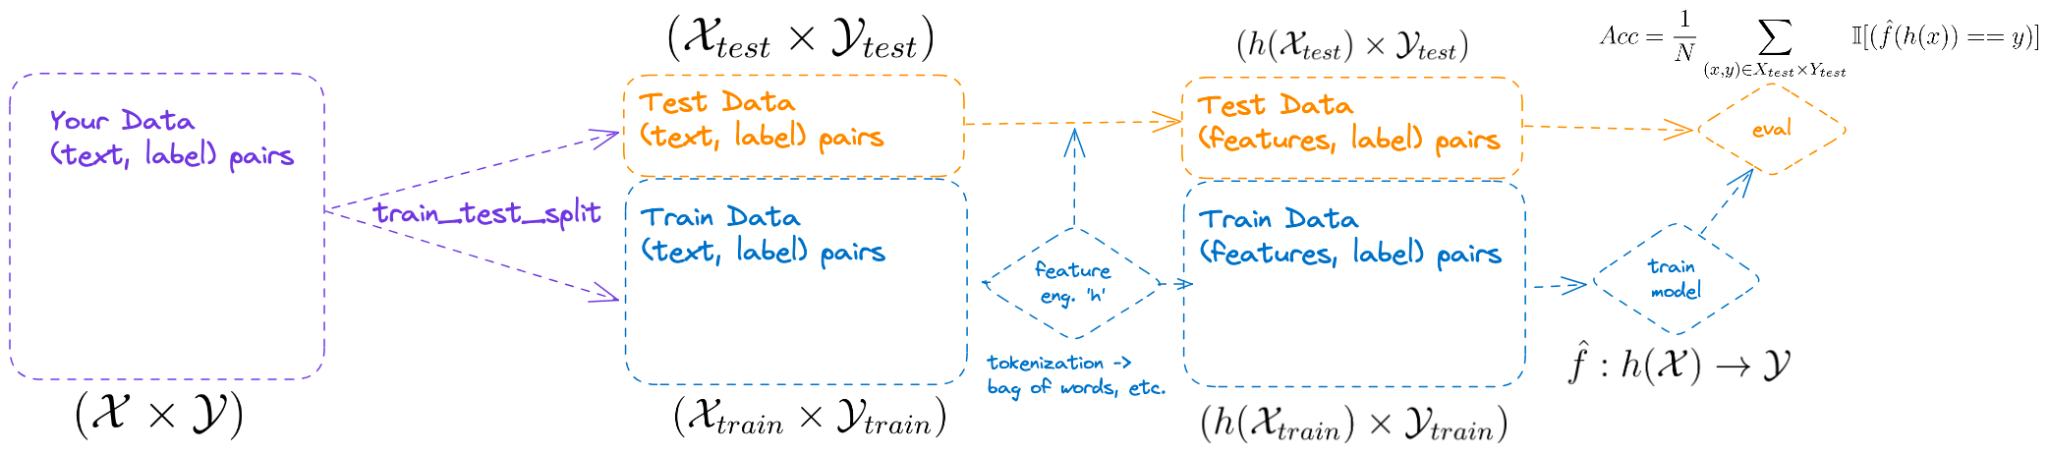 Your Data
(text, label) pairs
(𝒳 × 𝒴)
train_test_split
(𝒳_test × 𝒴_test)
Test Data
(text, label) pairs
Train Data
(text, label) pairs
(𝒳_train × 𝒴_train)
feature
eng. 'h'
tokenization ->
bag of words, etc.
(h(𝒳_test) × 𝒴_test)
Test Data
(features, label) pairs
Train Data
(features, label) pairs
(h(𝒳_train) × 𝒴_train)
Acc = 1/N ∑_{(x,y)∈X_test×Y_test} 𝕀[(f̂(h(x)) == y)]
eval
train
model
f̂ : h(𝒳) → 𝒴